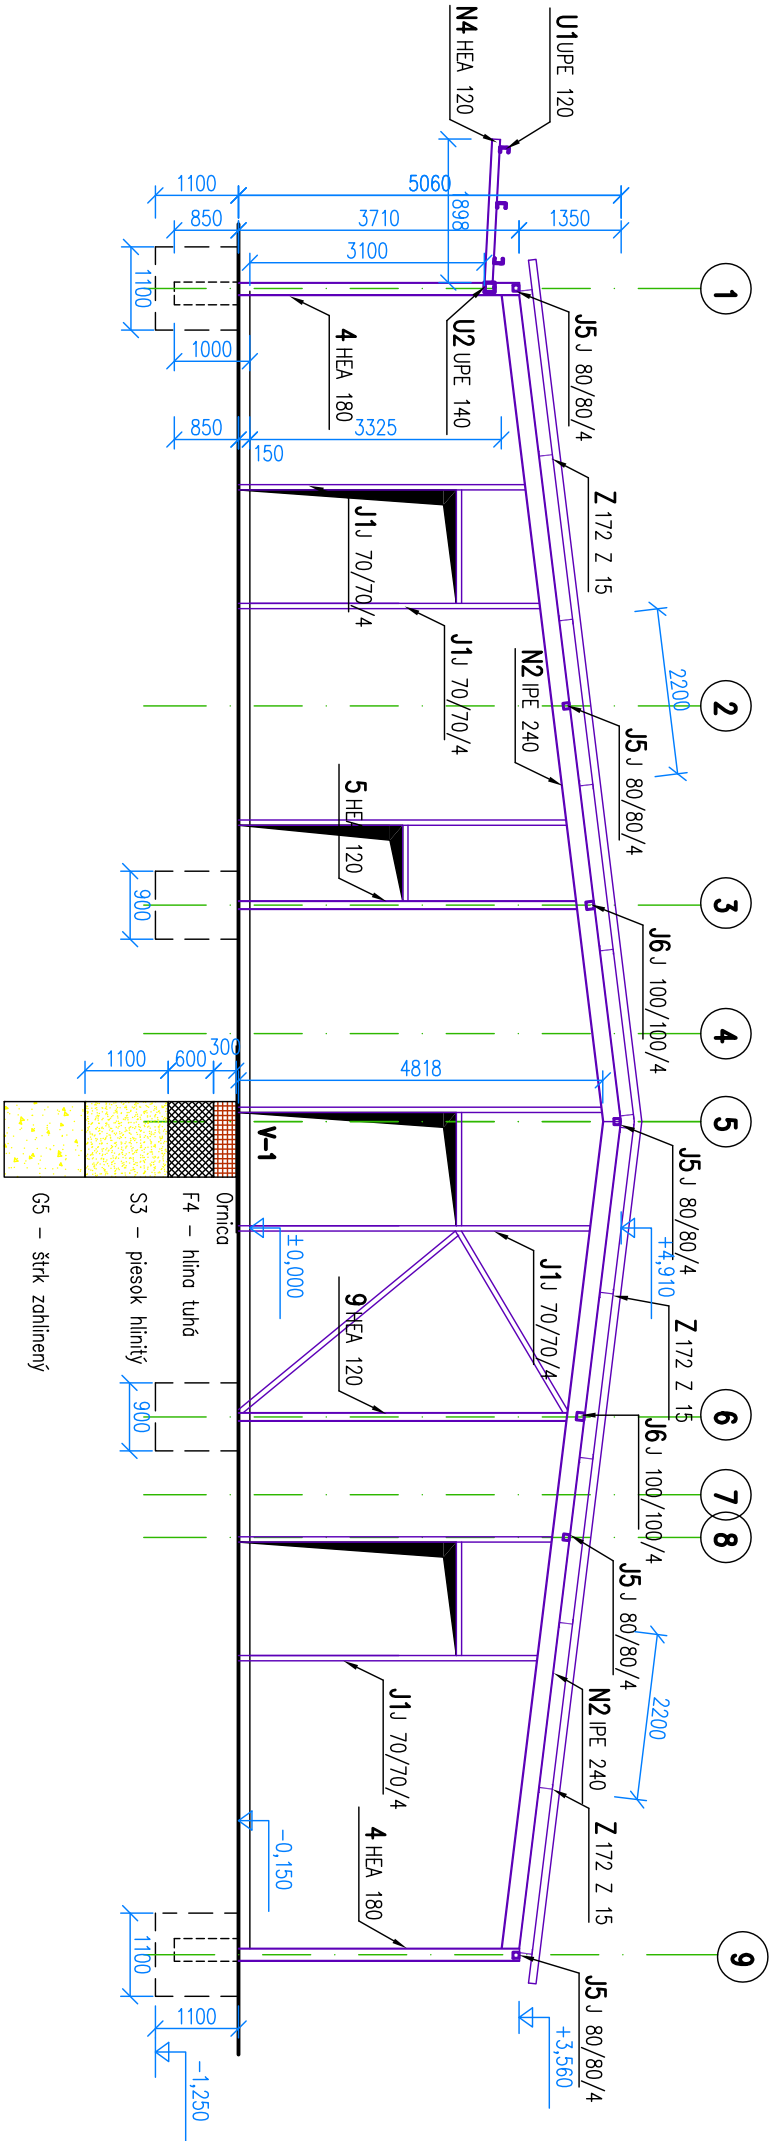 N4 HEA 120
U1 UPE 120
1100
5060
850
3710
1898
1350
3100
1100
1
J5 J 80/80/4
U2 UPE 140
4 HEA 180
1000
850
150
3325
Z 172 Z 15
J1 J 70/70/4
J1 J 70/70/4
N2 IPE 240
2200
2
J5 J 80/80/4
5 HEA 120
900
3
J6 J 100/100/4
4
1100
600
300
4818
5
V-1
J5 J 80/80/4
Ornica
F4 - hlina tuhá
S3 - piesok hlinitý
G5 - štrk zahlinený
±0,000
+4,910
J1 J 70/70/4
9 HEA 120
Z 172 Z 15
900
6
J6 J 100/100/4
7
8
J5 J 80/80/4
2200
J1 J 70/70/4
N2 IPE 240
Z 172 Z 15
-0,150
4 HEA 180
1100
9
J5 J 80/80/4
1100
+3,560
-1,250